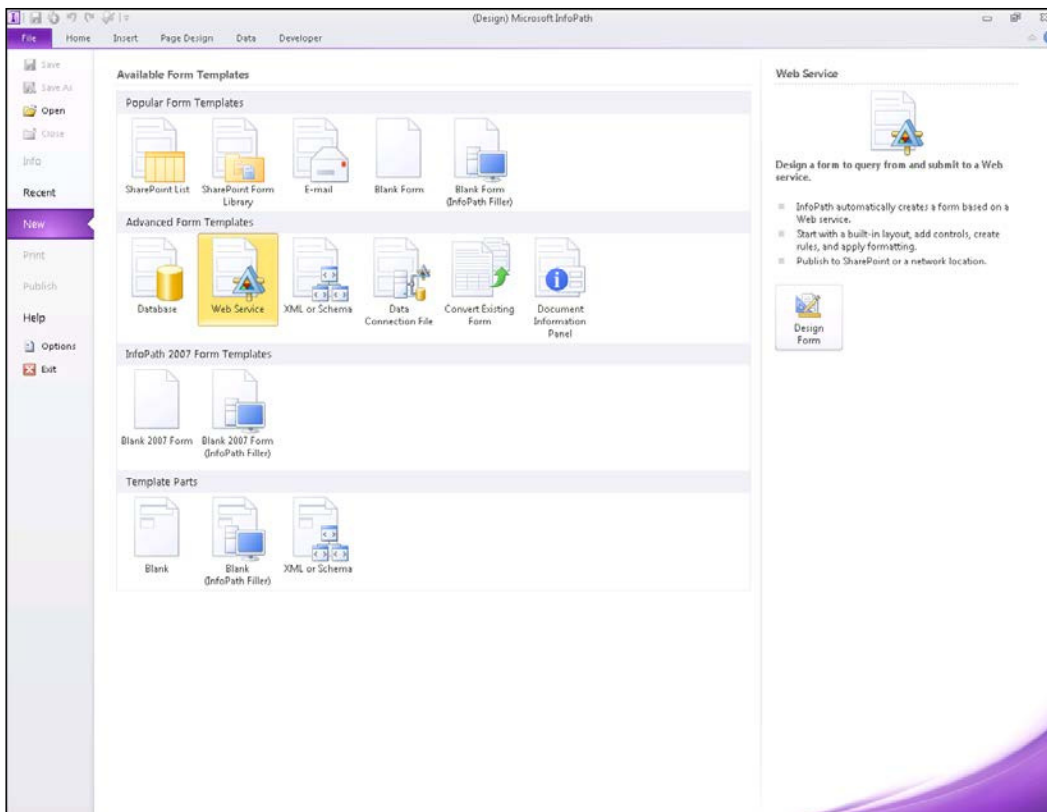 (Design) Microsoft InfoPath
File Home Insert Page Design Data Developer
Save
Save As
Open
Close
Info
Recent
New
Print
Publish
Help
Options
Exit
Available Form Templates
Popular Form Templates
SharePoint List
SharePoint Form
Library
E-mail
Blank Form
Blank Form
(InfoPath Filler)
Advanced Form Templates
Database
Web Service
XML or Schema
Data
Connection File
Convert Existing
Form
Document
Information
Panel
InfoPath 2007 Form Templates
Blank 2007 Form
Blank 2007 Form
(InfoPath Filler)
Template Parts
Blank
Blank
(InfoPath Filler)
XML or Schema
Web Service
Design a form to query from and submit to a Web
service.
InfoPath automatically creates a form based on a
Web service.
Start with a built-in layout, add controls, create
rules, and apply formatting.
Publish to SharePoint or a network location.
Design
Form